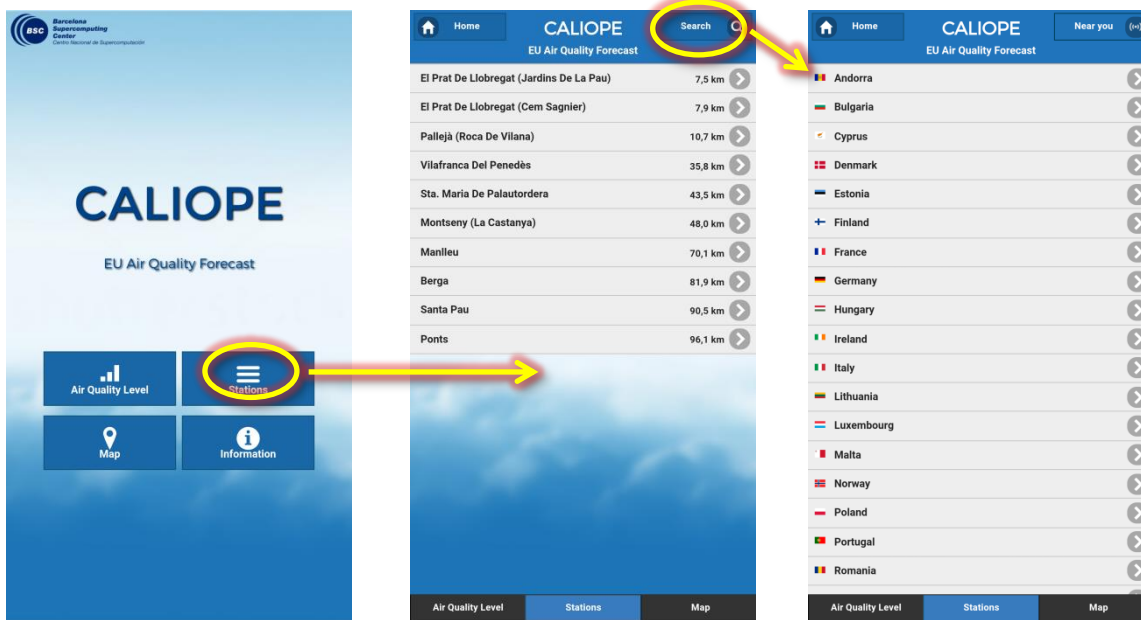 BSC
Barcelona
Supercomputing
Center
Centro Nacional de Supercomputación
CALIOPE
EU Air Quality Forecast
Air Quality Level
Stations
Map
Information
Home
CALIOPE
Search
EU Air Quality Forecast
El Prat De Llobregat (Jardins De La Pau) 7,5 km
El Prat De Llobregat (Cem Sagnier) 7,9 km
Pallejà (Roca De Vilana) 10,7 km
Vilafranca Del Penedès 35,8 km
Sta. Maria De Palautordera 43,5 km
Montseny (La Castanya) 48,0 km
Manlleu 70,1 km
Berga 81,9 km
Santa Pau 90,5 km
Ponts 96,1 km
Air Quality Level Stations Map
Home
CALIOPE
Near you
EU Air Quality Forecast
Andorra
Bulgaria
Cyprus
Denmark
Estonia
Finland
France
Germany
Hungary
Ireland
Italy
Lithuania
Luxembourg
Malta
Norway
Poland
Portugal
Romania
Air Quality Level Stations Map